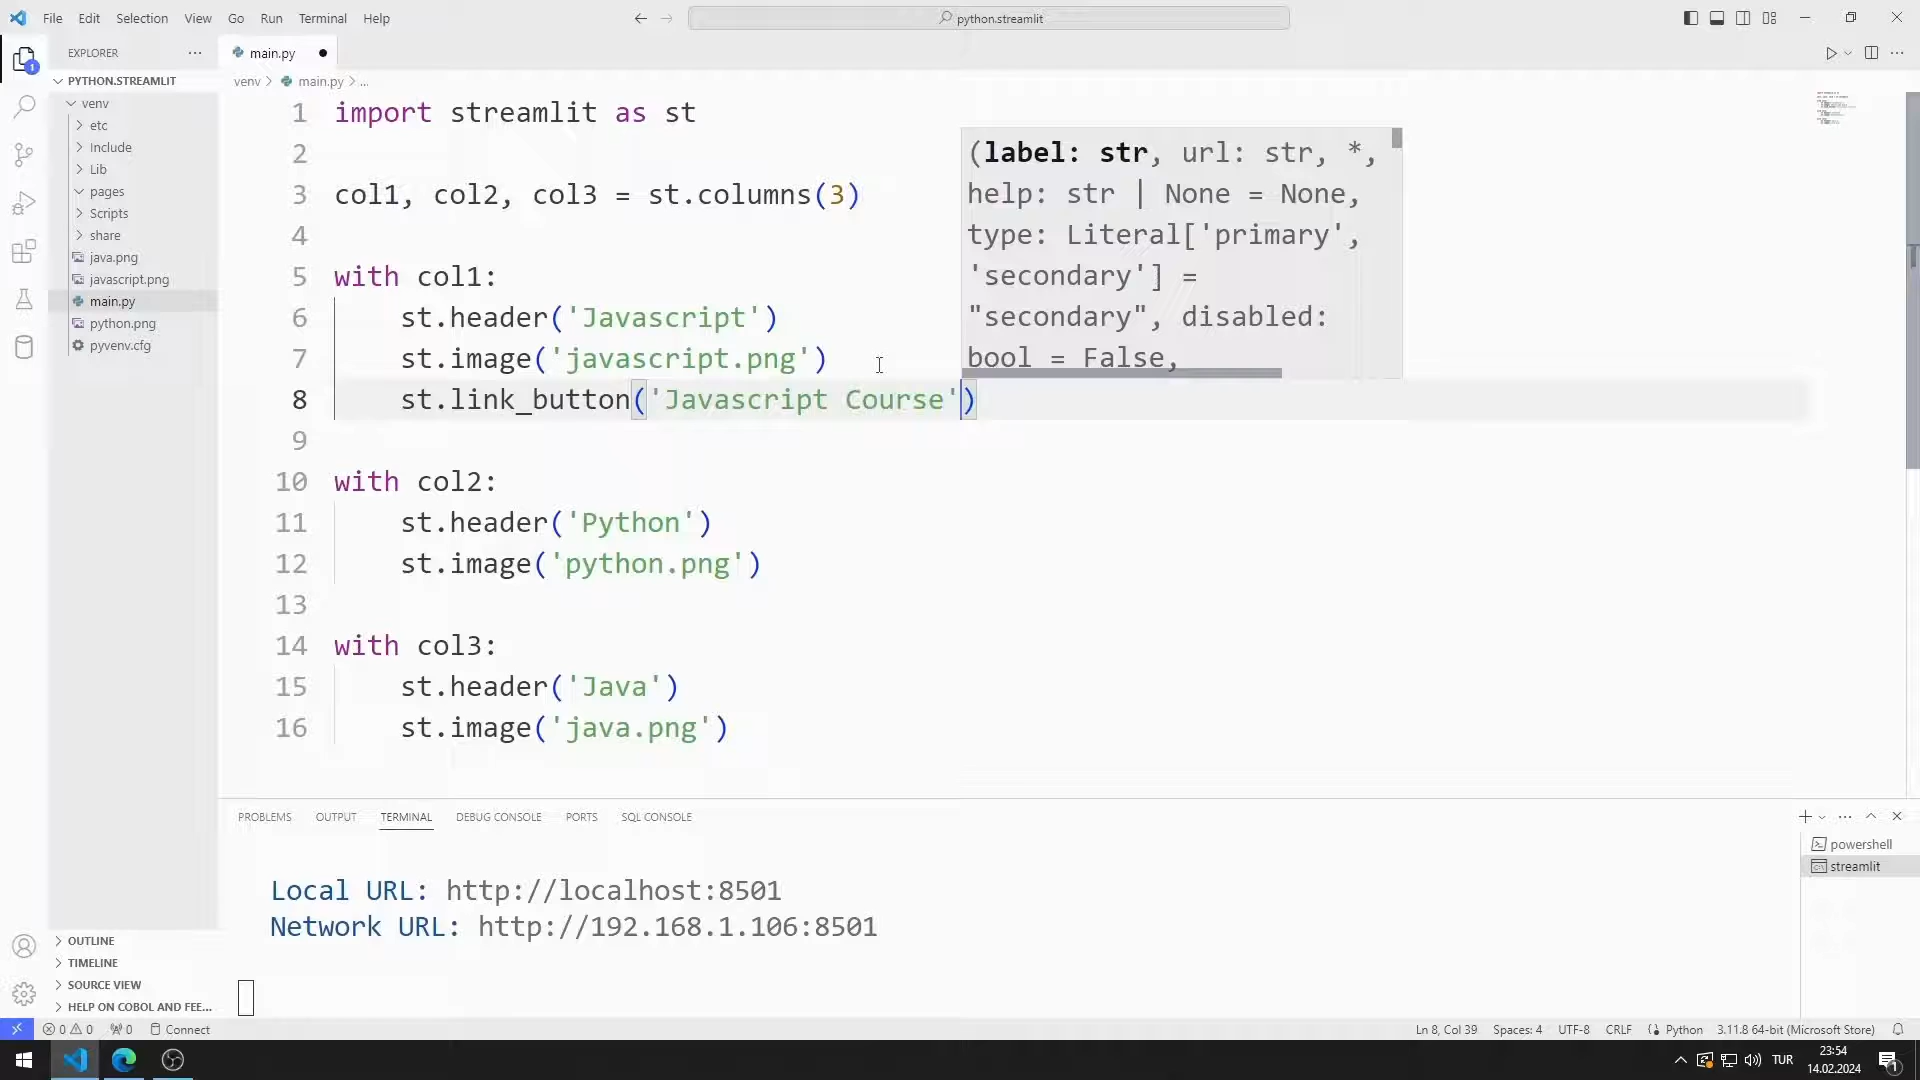 File Edit Selection View Go Run Terminal Help
python.streamlit
EXPLORER
main.py
PYTHON.STREAMLIT
venv > main.py > ...
venv
etc
Include
Lib
pages
Scripts
share
java.png
javascript.png
main.py
python.png
pyvenv.cfg
1 import streamlit as st
2
3 col1, col2, col3 = st.columns(3)
4
5 with col1:
6 st.header('Javascript')
7 st.image('javascript.png')
8 st.link_button('Javascript Course')
9
10 with col2:
11 st.header('Python')
12 st.image('python.png')
13
14 with col3:
15 st.header('Java')
16 st.image('java.png')
(label: str, url: str, *,
help: str | None = None,
type: Literal['primary',
'secondary'] =
"secondary", disabled:
bool = False,
PROBLEMS OUTPUT TERMINAL DEBUG CONSOLE PORTS SQL CONSOLE
powershell
streamlit
Local URL: http://localhost:8501
Network URL: http://192.168.1.106:8501
OUTLINE
TIMELINE
SOURCE VIEW
HELP ON COBOL AND FEE...
0 0 0 Connect
Ln 8, Col 39 Spaces: 4 UTF-8 CRLF Python 3.11.8 64-bit (Microsoft Store)
TUR
23:54
14.02.2024
1
1